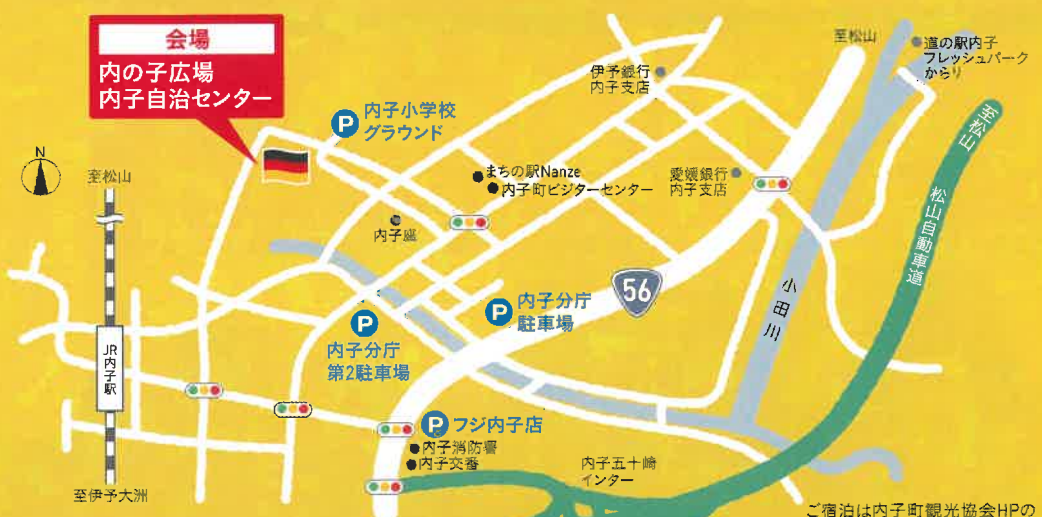 会場
内の子広場
内子自治センター
N
至松山
JR内子駅
至伊予大洲
P
内子小学校
グラウンド
まちの駅Nanze
内子町ビジターセンター
内子座
伊予銀行
内子支店
愛媛銀行
内子支店
至松山
道の駅内子
フレッシュパーク
からり
至松山
松山自動車道
小田川
56
P
内子分庁
駐車場
P
内子分庁
第2駐車場
P
フジ内子店
内子消防署
内子交番
内子五十崎
インター
ご宿泊は内子町観光協会HPの